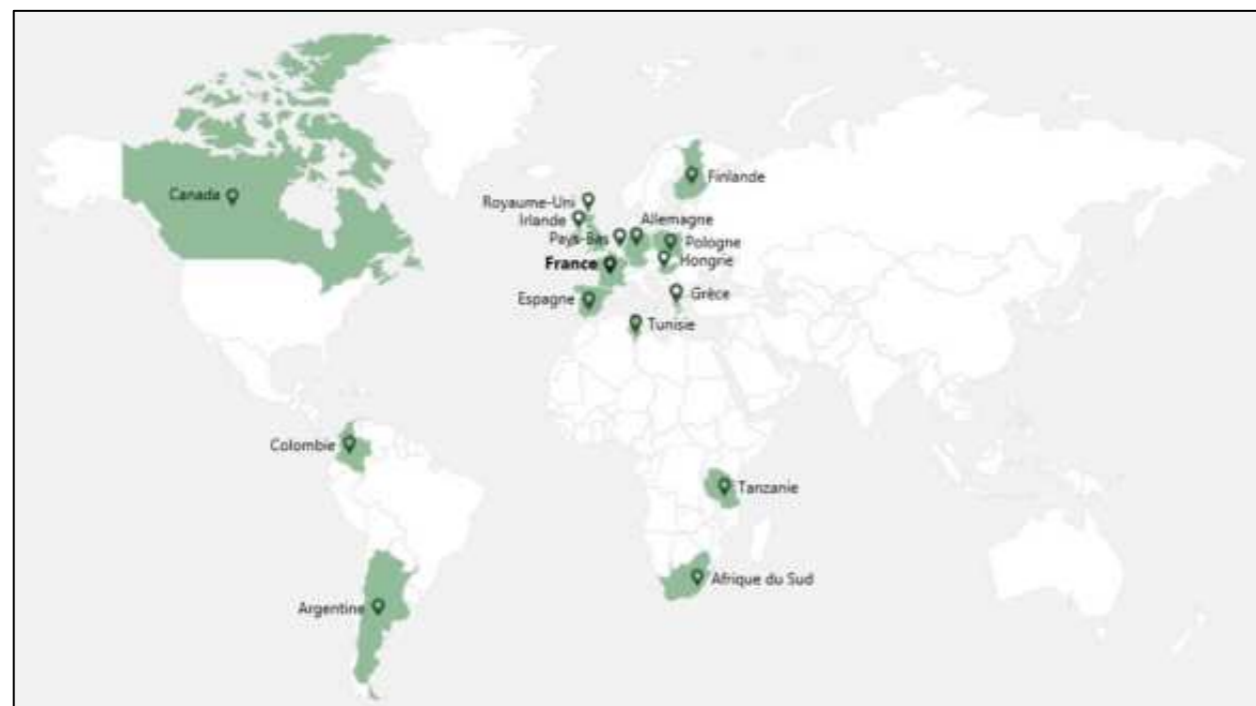 Finlande
Canada
Royaume-Uni
Irlande
Allemagne
Pays-Bas
Pologne
Hongrie
France
Grèce
Espagne
Tunisie
Colombie
Tanzanie
Afrique du Sud
Argentine